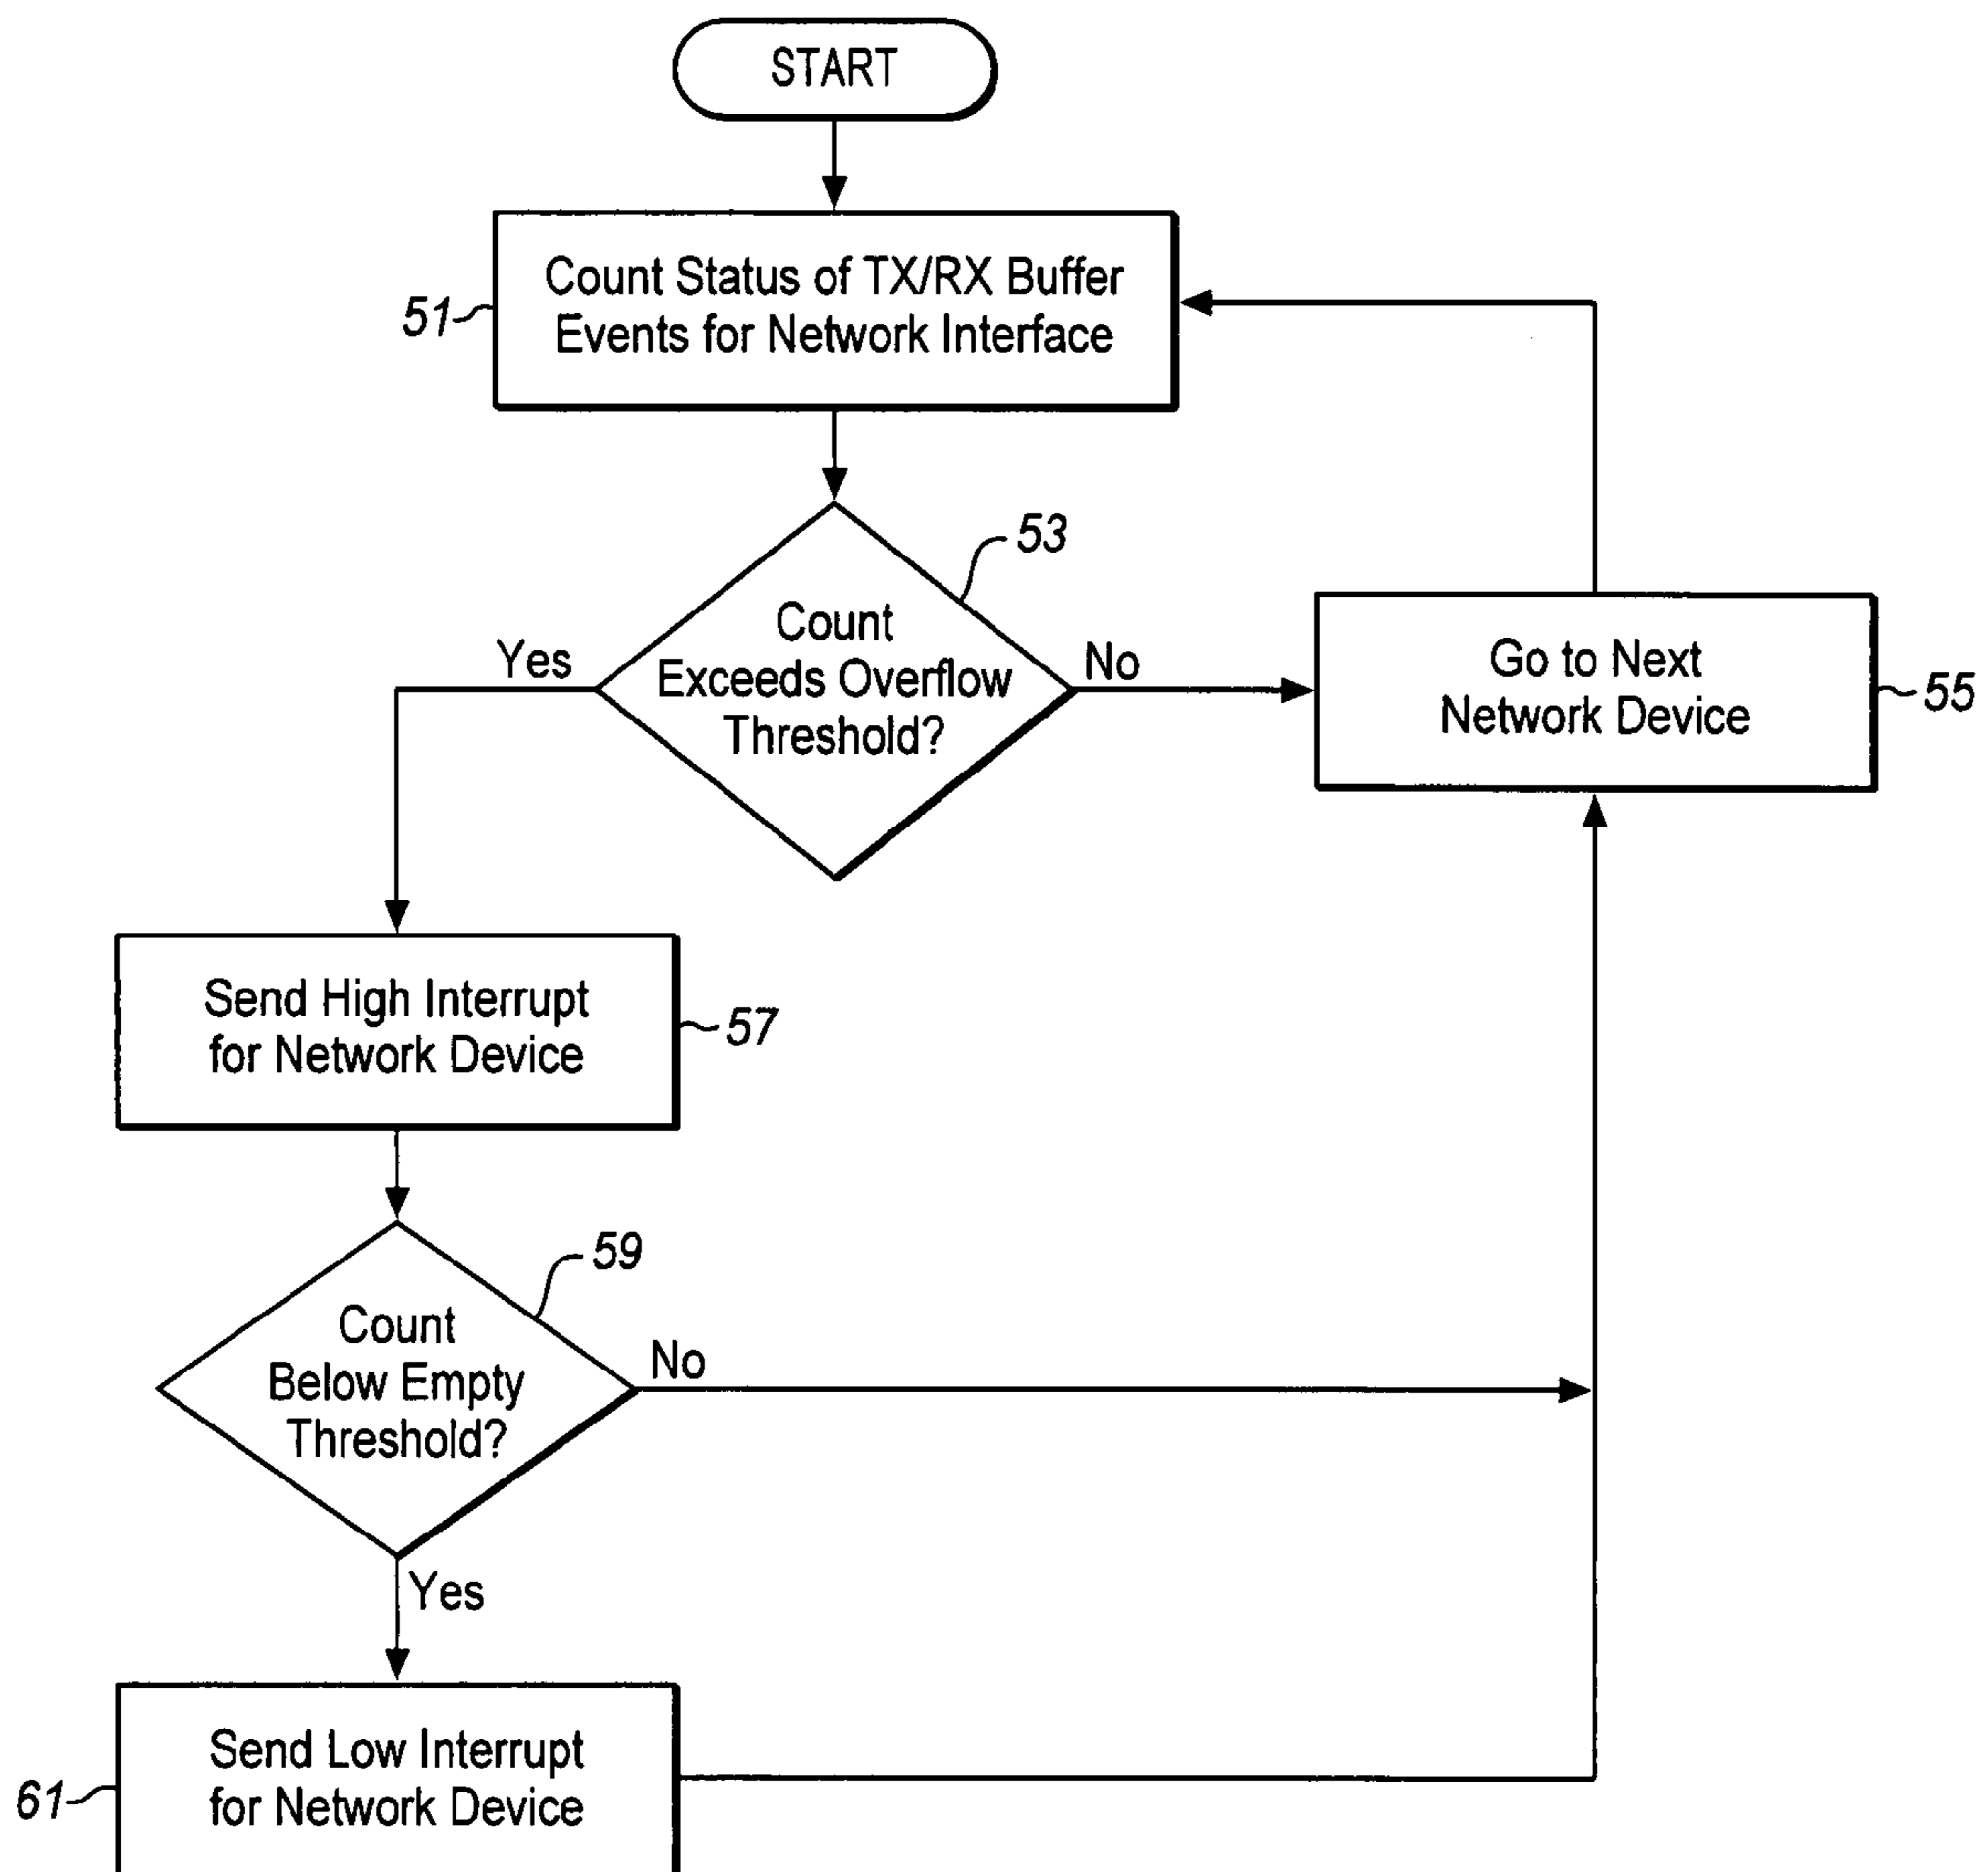 START
51
Count Status of TX/RX Buffer
Events for Network Interface
53
Count
Exceeds Overflow
Threshold?
Yes
No
Go to Next
Network Device
55
Send High Interrupt
for Network Device
57
59
Count
Below Empty
Threshold?
No
Yes
61
Send Low Interrupt
for Network Device